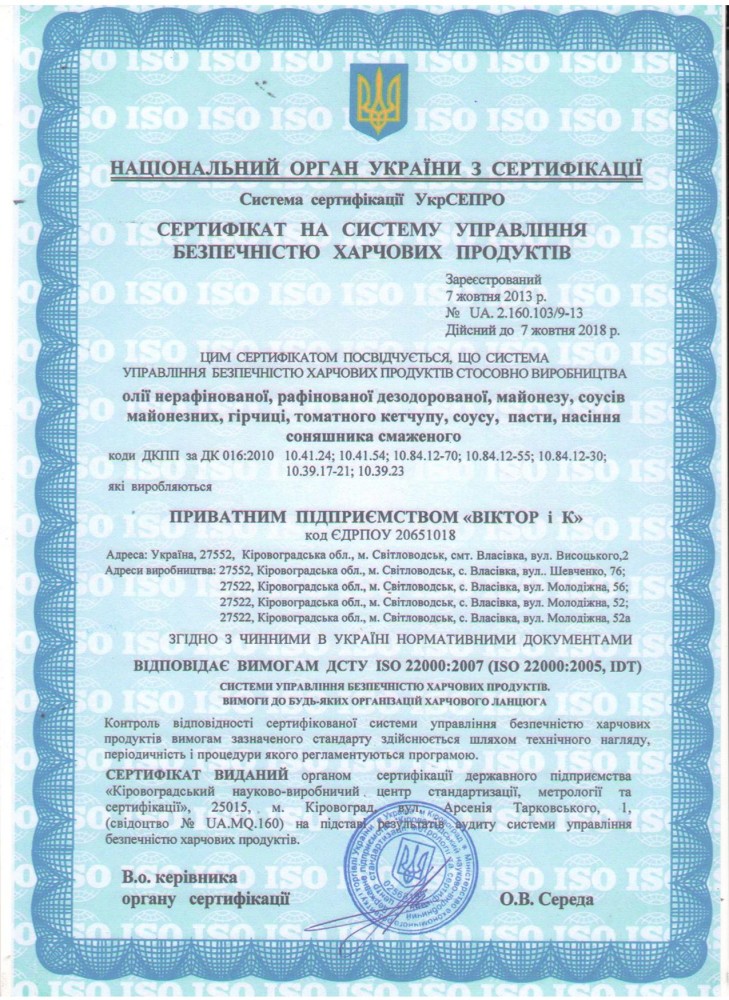 НАЦІОНАЛЬНИЙ ОРГАН УКРАЇНИ З СЕРТИФІКАЦІЇ
Система сертифікації УкрСЕПРО
СЕРТИФІКАТ НА СИСТЕМУ УПРАВЛІННЯ
БЕЗПЕЧНІСТЮ ХАРЧОВИХ ПРОДУКТІВ
Зареєстрований
7 жовтня 2013 р.
№ UA. 2.160.103/9-13
Дійсний до 7 жовтня 2018 р.
ЦИМ СЕРТИФІКАТОМ ПОСВІДЧУЄТЬСЯ, ЩО СИСТЕМА
УПРАВЛІННЯ БЕЗПЕЧНІСТЮ ХАРЧОВИХ ПРОДУКТІВ СТОСОВНО ВИРОБНИЦТВА
олії нерафінованої, рафінованої дезодорованої, майонезу, соусів
майонезних, гірчиці, томатного кетчупу, соусу, пасти, насіння
соняшника смаженого
коди ДКПП за ДК 016:2010 10.41.24; 10.41.54; 10.84.12-70; 10.84.12-55; 10.84.12-30;
10.39.17-21; 10.39.23
які виробляються
ПРИВАТНИМ ПІДПРИЄМСТВОМ «ВІКТОР і К»
код ЄДРПОУ 20651018
Адреса: Україна, 27552, Кіровоградська обл., м. Світловодськ, смт. Власівка, вул. Висоцького,2
Адреси виробництва: 27552, Кіровоградська обл., м. Світловодськ, с. Власівка, вул.. Шевченко, 76;
27522, Кіровоградська обл., м. Світловодськ, с. Власівка, вул. Молодіжна, 56;
27522, Кіровоградська обл., м. Світловодськ, с. Власівка, вул. Молодіжна, 52;
27522, Кіровоградська обл., м. Світловодськ, с. Власівка, вул. Молодіжна, 52а
ЗГІДНО З ЧИННИМИ В УКРАЇНІ НОРМАТИВНИМИ ДОКУМЕНТАМИ
ВІДПОВІДАЄ ВИМОГАМ ДСТУ ISO 22000:2007 (ISO 22000:2005, IDT)
СИСТЕМИ УПРАВЛІННЯ БЕЗПЕЧНІСТЮ ХАРЧОВИХ ПРОДУКТІВ.
ВИМОГИ ДО БУДЬ-ЯКИХ ОРГАНІЗАЦІЙ ХАРЧОВОГО ЛАНЦЮГА
Контроль відповідності сертифікованої системи управління безпечністю харчових
продуктів вимогам зазначеного стандарту здійснюється шляхом технічного нагляду,
періодичність і процедури якого регламентуються програмою.
СЕРТИФІКАТ ВИДАНИЙ органом сертифікації державного підприємства
«Кіровоградський науково-виробничий центр стандартизації, метрології та
сертифікації», 25015, м. Кіровоград, вул. Арсенія Тарковського, 1,
(свідоцтво № UA.MQ.160) на підставі результатів аудиту системи управління
безпечністю харчових продуктів.
В.о. керівника
органу сертифікації
О.В. Середа